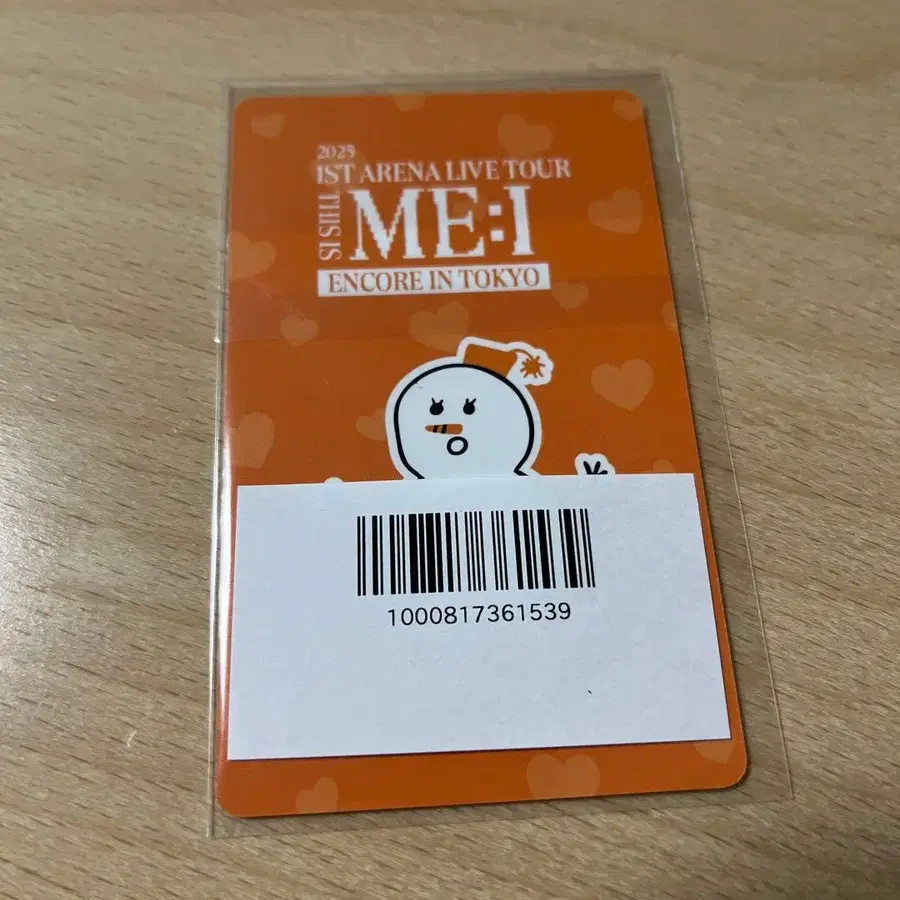 2025
1ST ARENA LIVE TOUR
THIS IS
ME:I
ENCORE IN TOKYO
1000817361539